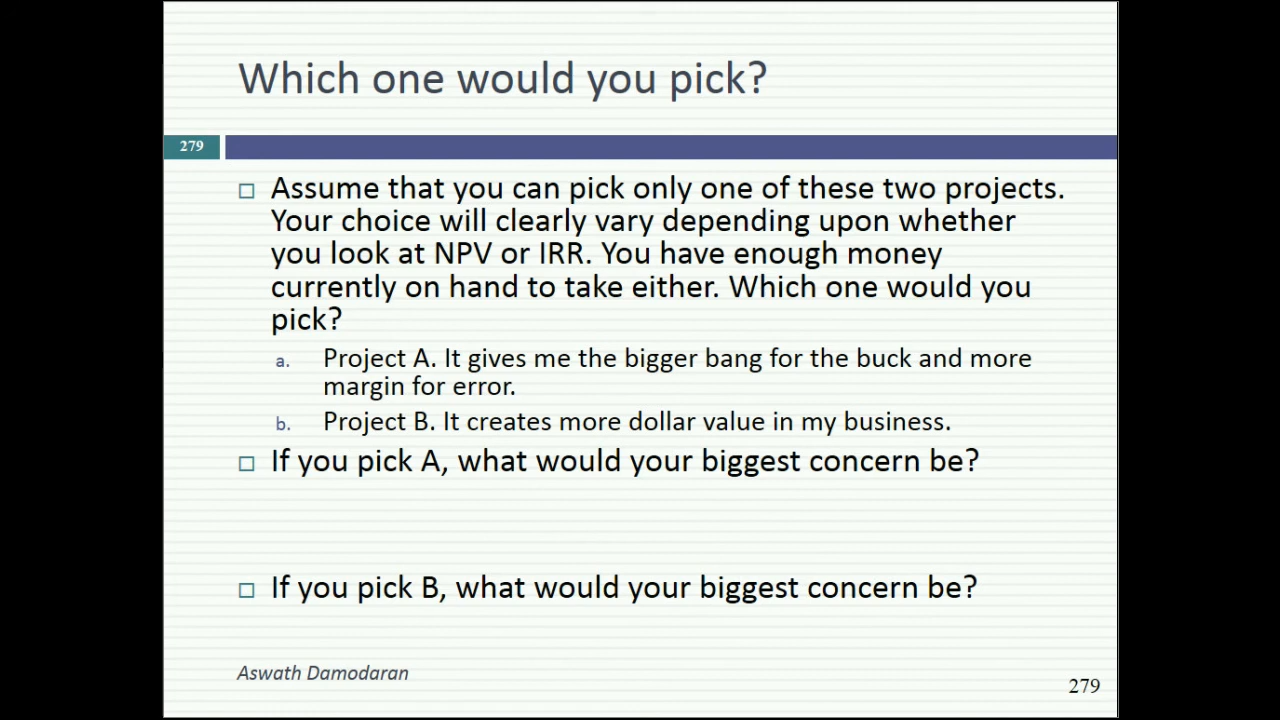 Which one would you pick?
279
Assume that you can pick only one of these two projects.
Your choice will clearly vary depending upon whether
you look at NPV or IRR. You have enough money
currently on hand to take either. Which one would you
pick?
a. Project A. It gives me the bigger bang for the buck and more
margin for error.
b. Project B. It creates more dollar value in my business.
If you pick A, what would your biggest concern be?
If you pick B, what would your biggest concern be?
Aswath Damodaran
279